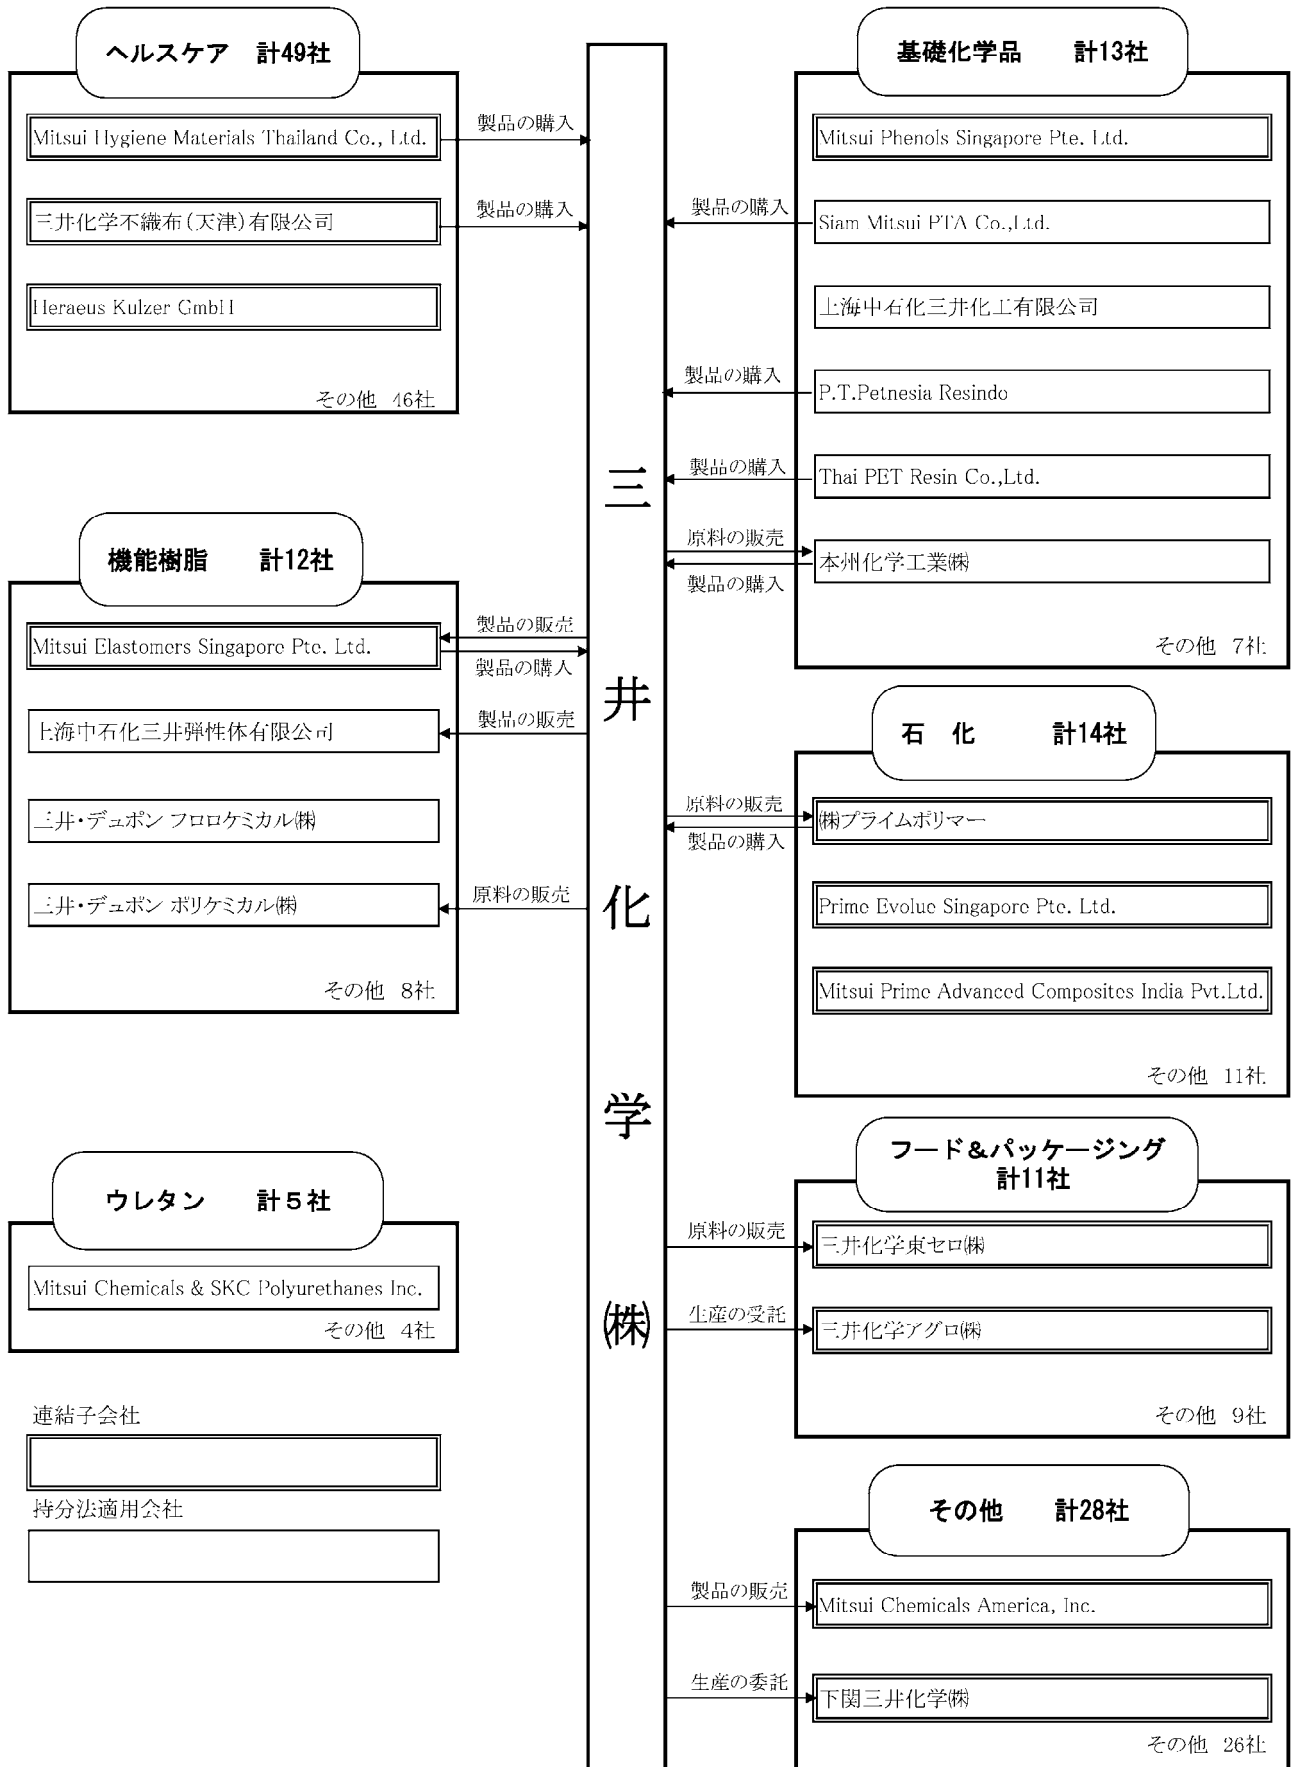 ヘルスケア 計49社
Mitsui Hygiene Materials Thailand Co., Ltd.
製品の購入
三井化学不織布(天津)有限公司
製品の購入
Heraeus Kulzer GmbH
その他 46社
機能樹脂 計12社
Mitsui Elastomers Singapore Pte. Ltd.
製品の販売
製品の購入
上海中石化三井弾性体有限公司
製品の販売
三井・デュポン フロロケミカル㈱
三井・デュポン ポリケミカル㈱
原料の販売
その他 8社
ウレタン 計5社
Mitsui Chemicals & SKC Polyurethanes Inc.
その他 4社
連結子会社
持分法適用会社
三
井
化
学
㈱
基礎化学品 計13社
Mitsui Phenols Singapore Pte. Ltd.
製品の購入
Siam Mitsui PTA Co.,Ltd.
上海中石化三井化工有限公司
製品の購入
P.T.Petnesia Resindo
製品の購入
Thai PET Resin Co.,Ltd.
原料の販売
製品の購入
本州化学工業㈱
その他 7社
石 化 計14社
原料の販売
製品の購入
㈱プライムポリマー
Prime Evolue Singapore Pte. Ltd.
Mitsui Prime Advanced Composites India Pvt.Ltd.
その他 11社
フード&パッケージング
計11社
原料の販売
三井化学東セロ㈱
生産の受託
三井化学アグロ㈱
その他 9社
その他 計28社
製品の販売
Mitsui Chemicals America, Inc.
生産の委託
下関三井化学㈱
その他 26社